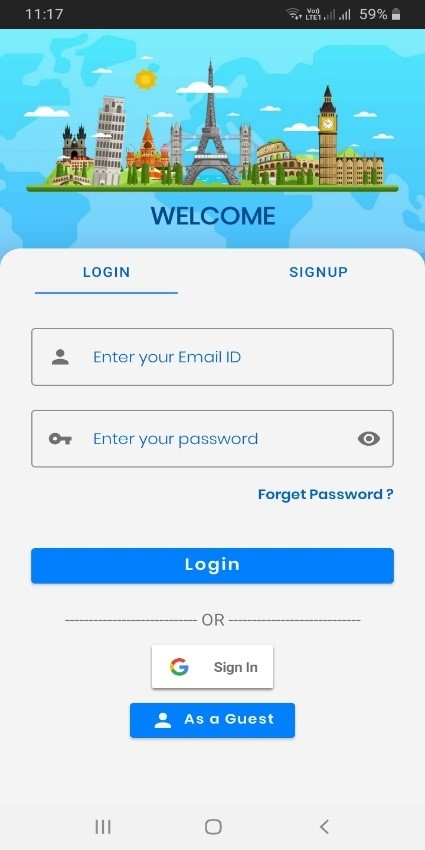 11:17 Vo)) LTE1 59%
WELCOME
LOGIN SIGNUP
Enter your Email ID
Enter your password
Forget Password ?
Login
OR
Sign In
As a Guest